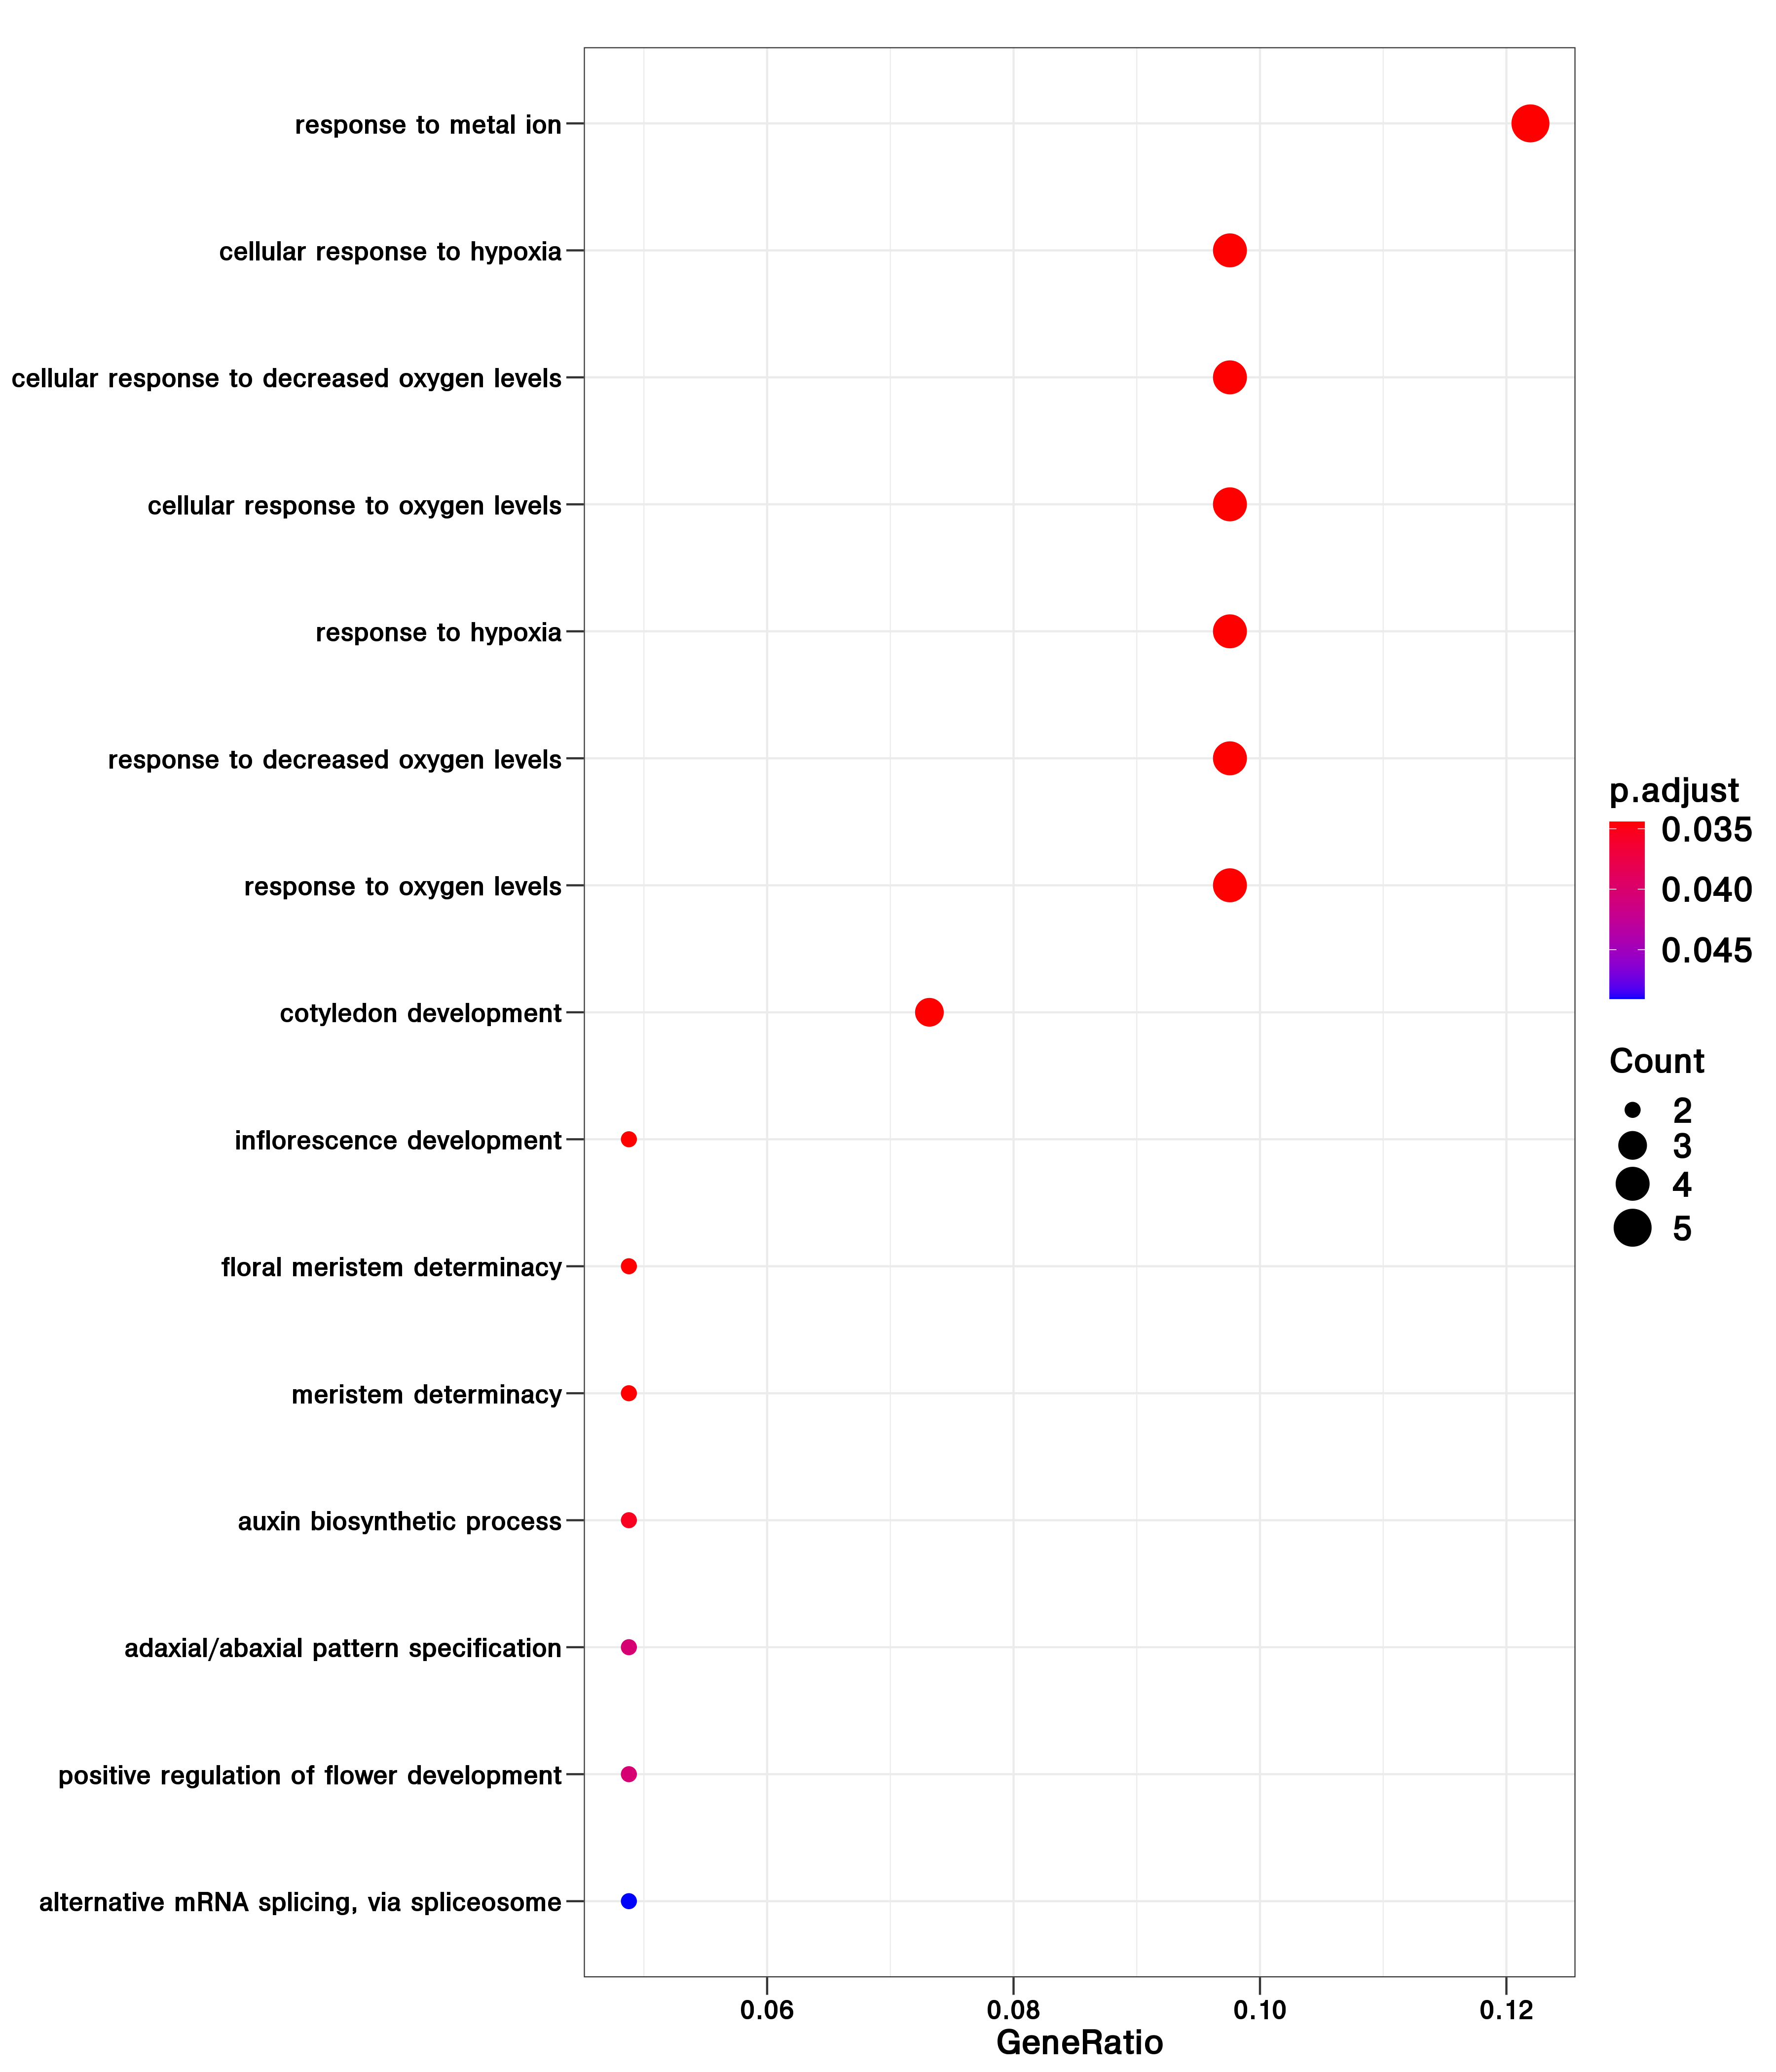 response to metal ion
cellular response to hypoxia
cellular response to decreased oxygen levels
cellular response to oxygen levels
response to hypoxia
response to decreased oxygen levels
response to oxygen levels
cotyledon development
inflorescence development
floral meristem determinacy
meristem determinacy
auxin biosynthetic process
adaxial/abaxial pattern specification
positive regulation of flower development
alternative mRNA splicing, via spliceosome
0.06 0.08 0.10 0.12
GeneRatio
p.adjust
0.035
0.040
0.045
Count
2
3
4
5